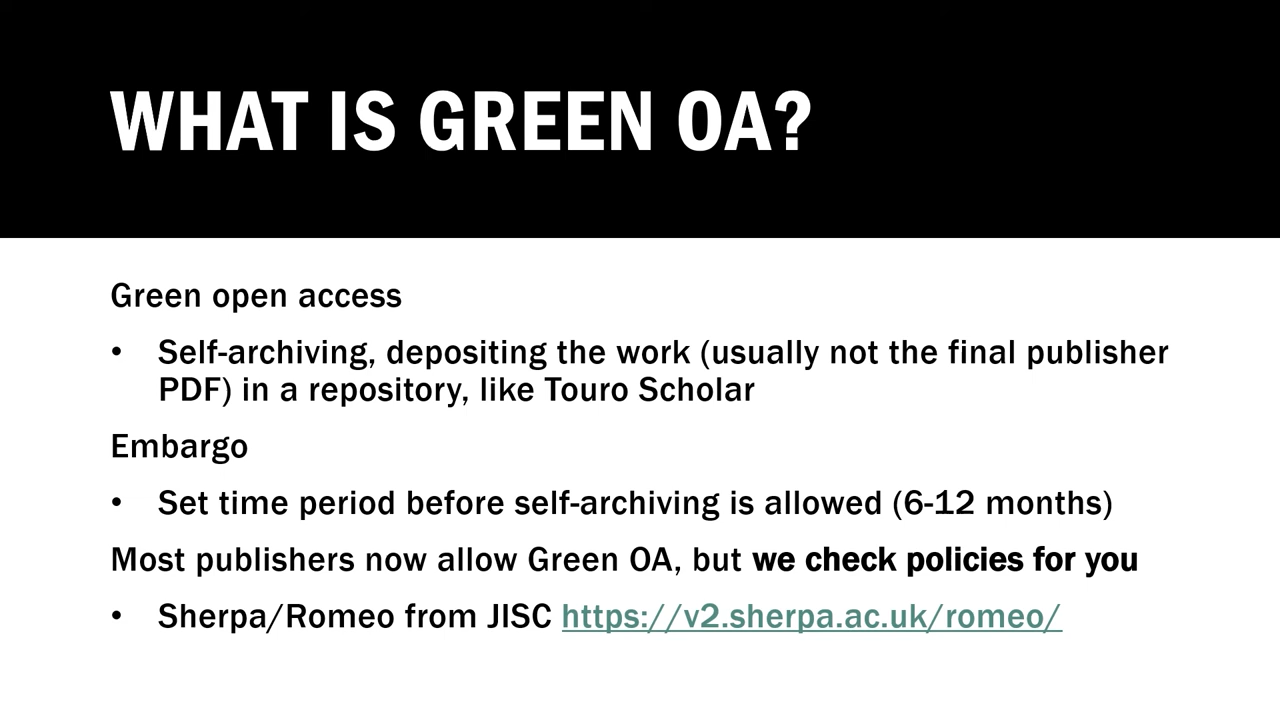 WHAT IS GREEN OA?
Green open access
• Self-archiving, depositing the work (usually not the final publisher
PDF) in a repository, like Touro Scholar
Embargo
• Set time period before self-archiving is allowed (6-12 months)
Most publishers now allow Green OA, but we check policies for you
• Sherpa/Romeo from JISC https://v2.sherpa.ac.uk/romeo/